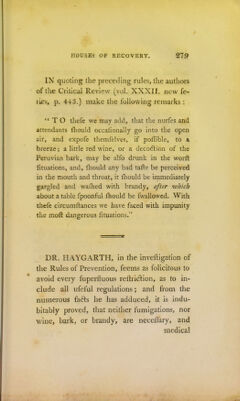 HOUSES OF RECOVERY. 279
IN quoting the preceding rules, the authors
of the Critical Review (vol. XXXII. new ſe-
ries, p. 443.) make the following remarks:
“TO theſe we may add, that the nurſes and
attendants ſhould occaſionally go into the open
air, and expoſe themſelves, if poſſible, to a
breeze; a little red wine, or a decoction of the
Peruvian bark, may be alſo drunk in the worſt
ſituations, and, ſhould any bad taſte be perceived
in the mouth and throat, it ſhould be immediately
gargled and waſhed with brandy, after which
about a table ſpoonful ſhould be ſwallowed. With
theſe circumſtances we have faced with impunity
the moſt dangerous ſituations.”
DR. HAYGARTH, in the inveſtigation of
the Rules of Prevention, ſeems as ſolicitous to
avoid every ſuperfluous reſtriction, as to in-
clude all uſeful regulations; and from the
numerous facts he has adduced, it is indu-
bitably proved, that neither fumigations, nor
wine, bark, or brandy, are neceſſary, and
medical